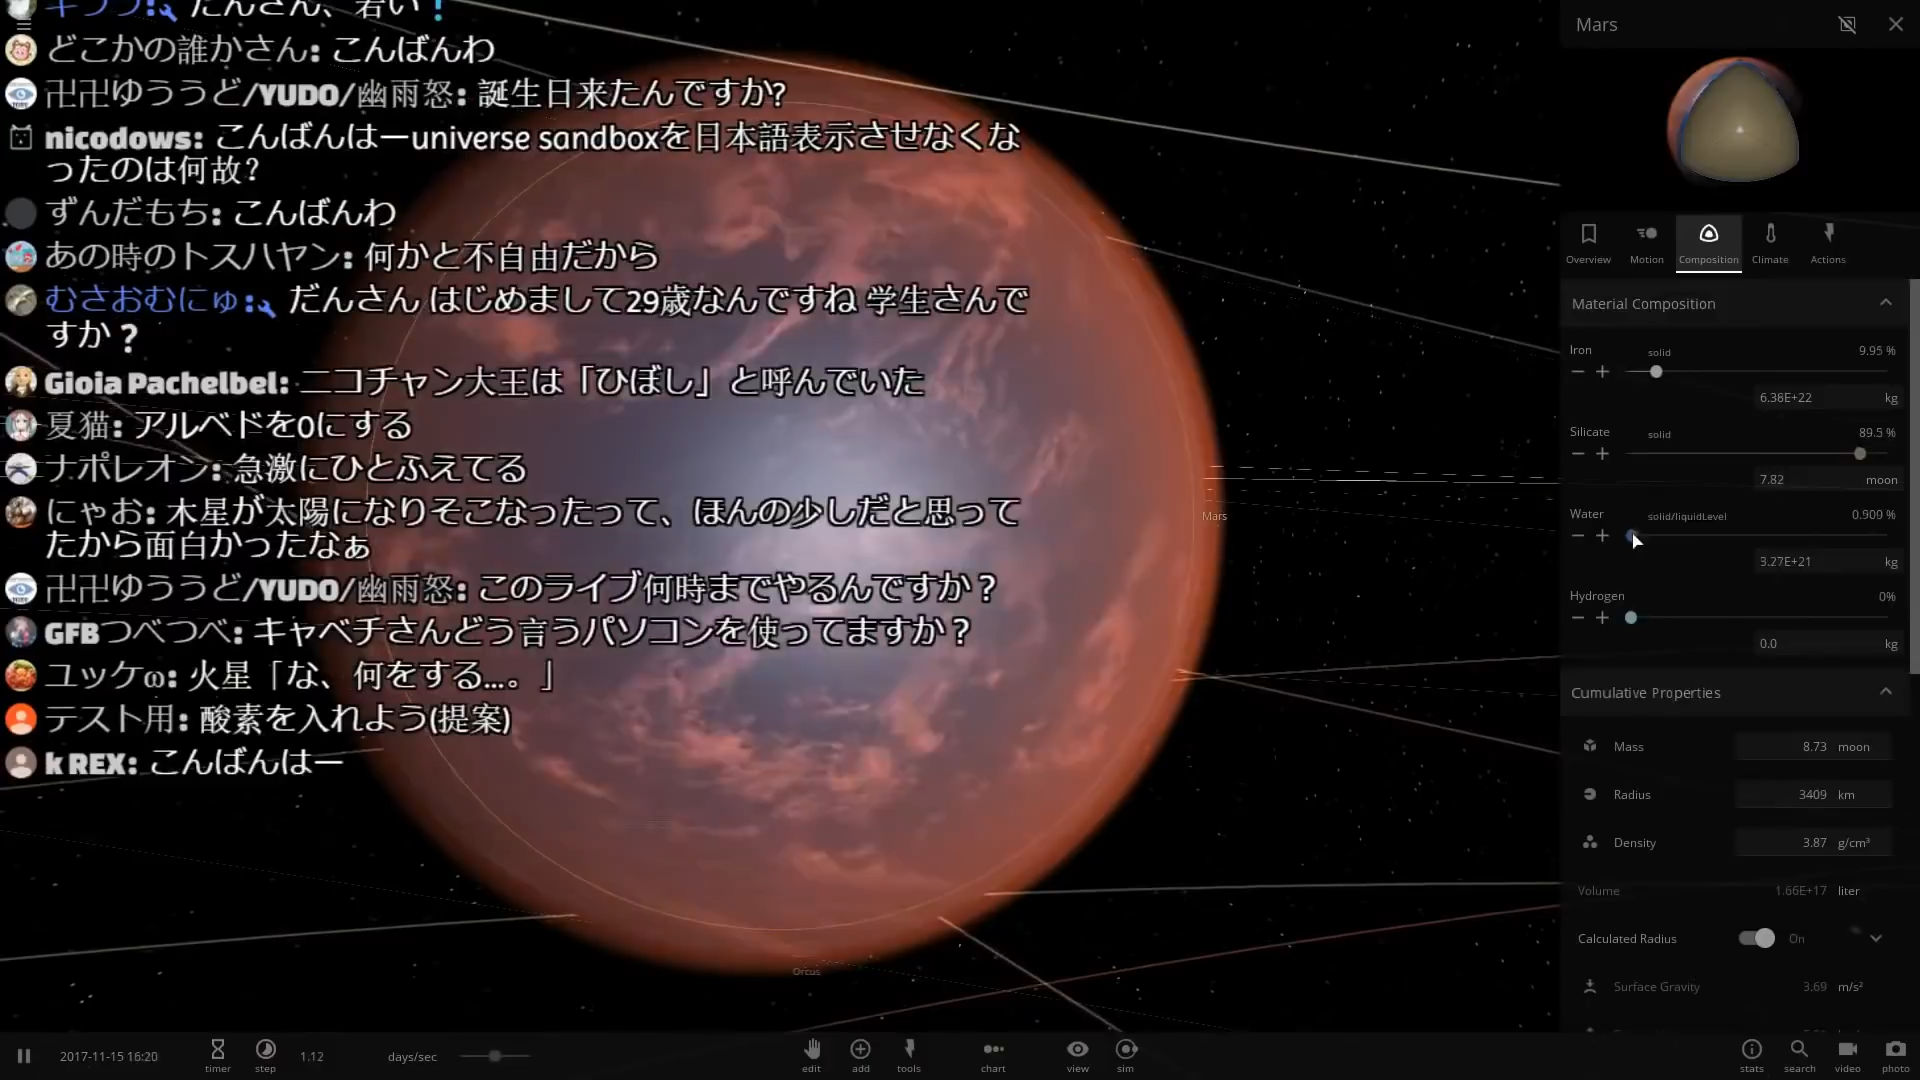 キララ: だんさん、若い！
どこかの誰かさん: こんばんわ
卍卍ゆううど/YUDO/幽雨怒: 誕生日来たんですか?
nicodows: こんばんはーuniverse sandboxを日本語表示させなくな
ったのは何故?
ずんだもち: こんばんわ
あの時のトスハヤン: 何かと不自由だから
むさおむにゅ: だんさん はじめまして29歳なんですね 学生さんで
すか？
Gioia Pachelbel: 二コチャン大王は「ひぼし」と呼んでいた
夏猫: アルベドを0にする
ナポレオン: 急激にひとふえてる
にゃお: 木星が太陽になりそこなったって、ほんの少しだと思って
たから面白かったなぁ
卍卍ゆううど/YUDO/幽雨怒: このライブ何時までやるんですか？
GFBつべつべ: キャベチさんどう言うパソコンを使ってますか？
ユッケω: 火星「な、何をする...。」
テスト用: 酸素を入れよう(提案)
k REX: こんばんはー
Mars
Orcus
Mars
Overview Motion Composition Climate Actions
Material Composition
Iron solid 9.95 %
6.38E+22 kg
Silicate solid 89.5 %
7.82 moon
Water solid/liquidLevel 0.909 %
3.27E+21 kg
Hydrogen 0%
0.0 kg
Cumulative Properties
Mass 8.73 moon
Radius 3409 km
Density 3.87 g/cm³
Volume 1.66E+17 liter
Calculated Radius On
Surface Gravity 3.69 m/s²
2017-11-15 16:20 timer step 1.12 days/sec edit add tools chart view sim stats search video photo